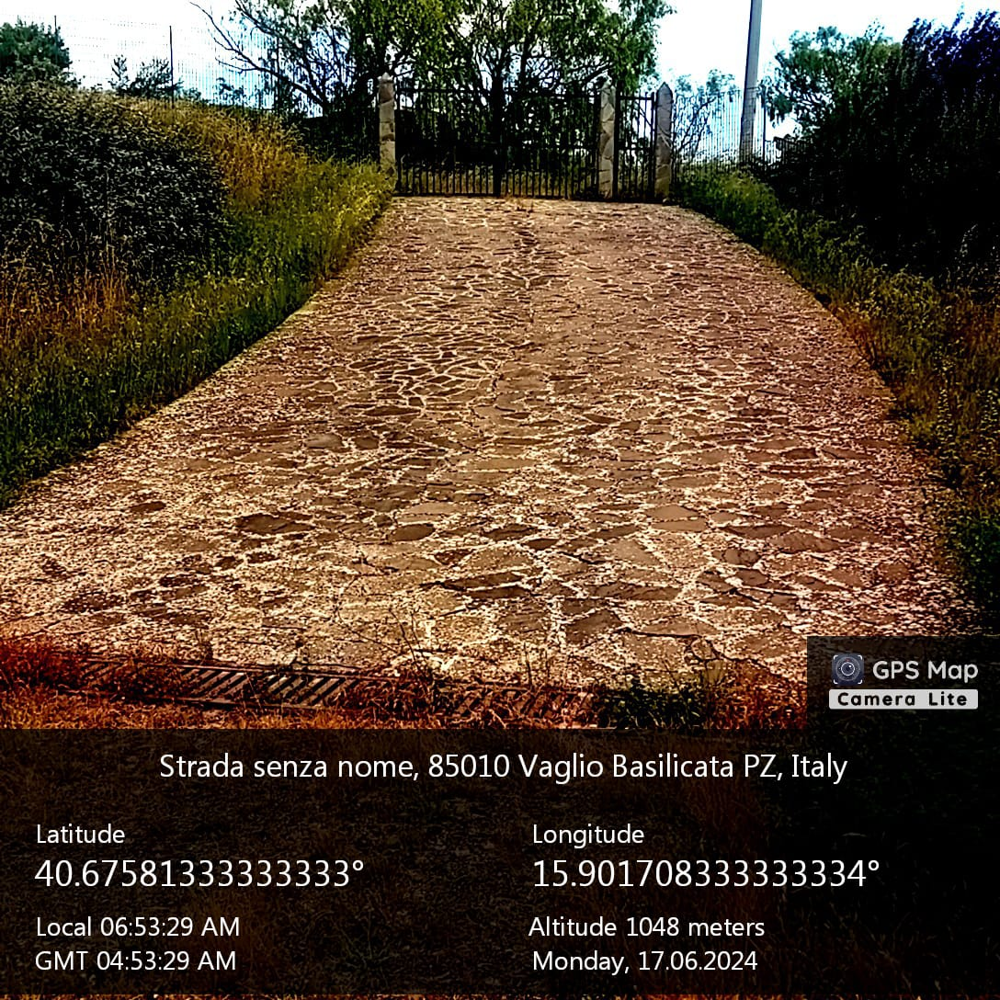 GPS Map
Camera Lite
Strada senza nome, 85010 Vaglio Basilicata PZ, Italy
Latitude
40.67581333333333°
Longitude
15.901708333333334°
Local 06:53:29 AM
GMT 04:53:29 AM
Altitude 1048 meters
Monday, 17.06.2024